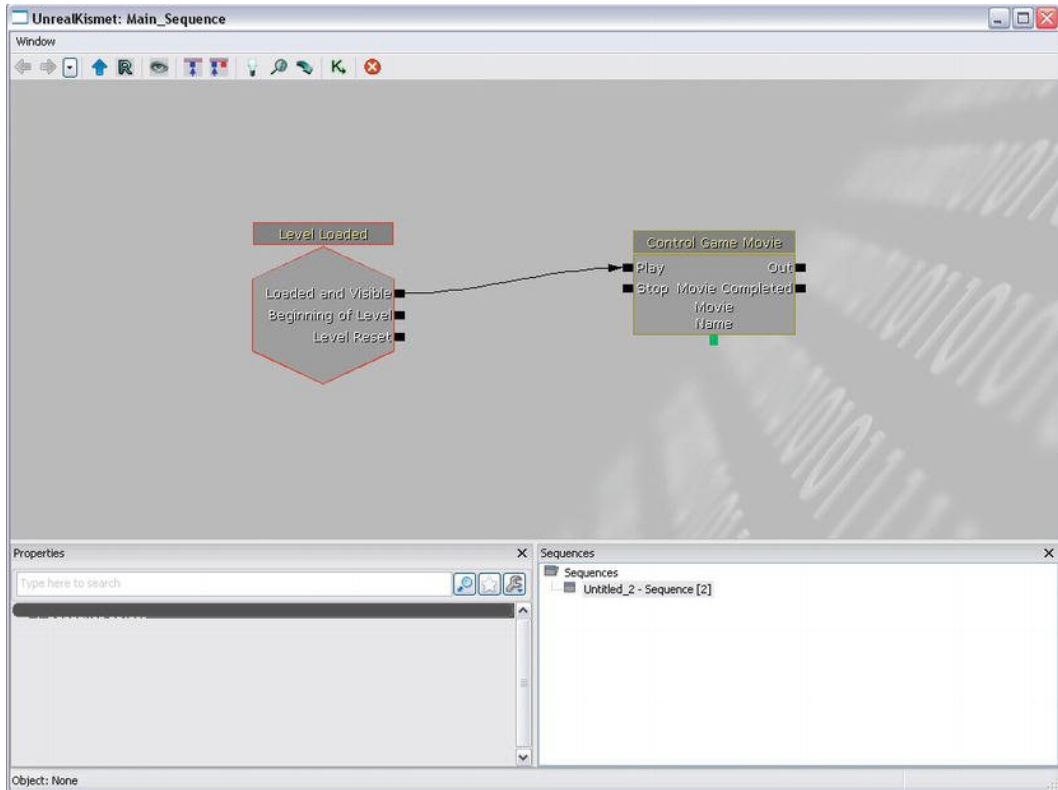 UnrealKismet: Main_Sequence
Window
R K
Level Loaded
Loaded and Visible
Beginning of Level
Level Reset
Control Game Movie
Play Out
Stop Movie Completed
Movie
Name
Properties
Sequences
Type here to search
Sequences
Untitled_2 - Sequence [2]
Object: None